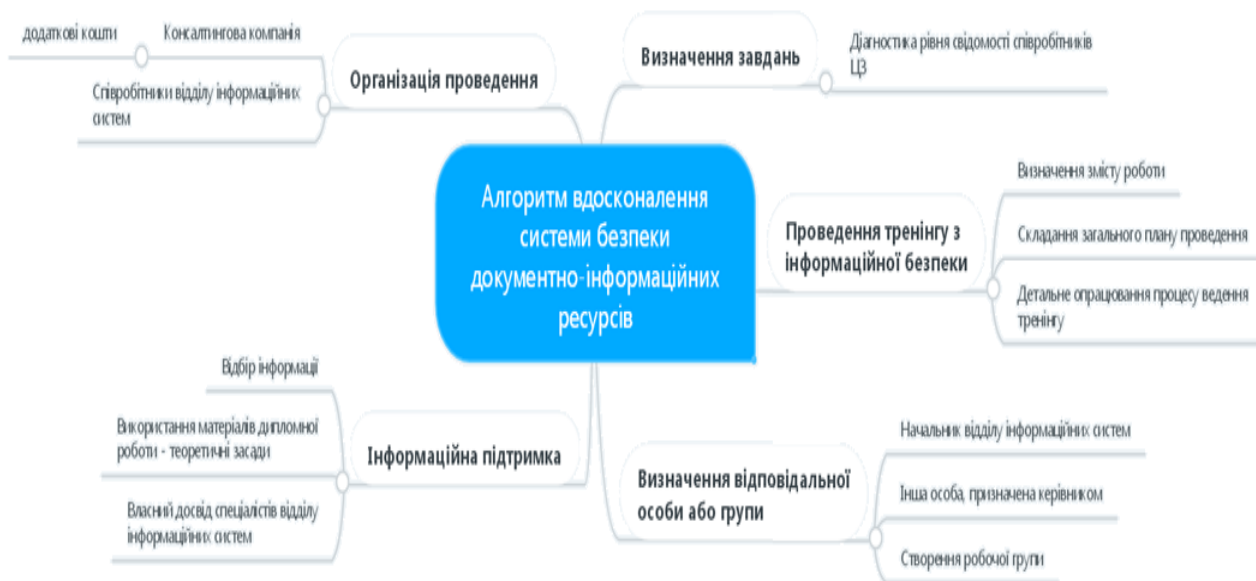 додаткові кошти
Консалтингова компанія
Співробітники відділу інформаційних
систем
Організація проведення
Визначення завдань
Діагностика рівня свідомості співробітників
ЦЗ
Алгоритм вдосконалення
системи безпеки
документно-інформаційних
ресурсів
Проведення тренінгу з
інформаційної безпеки
Визначення змісту роботи
Складання загального плану проведення
Детальне опрацювання процесу ведення
тренінгу
Відбір інформації
Використання матеріалів дипломної
роботи - теоретичні засади
Власний досвід спеціалістів відділу
інформаційних систем
Інформаційна підтримка
Визначення відповідальної
особи або групи
Начальник відділу інформаційних систем
Інша особа, призначена керівником
Створення робочої групи